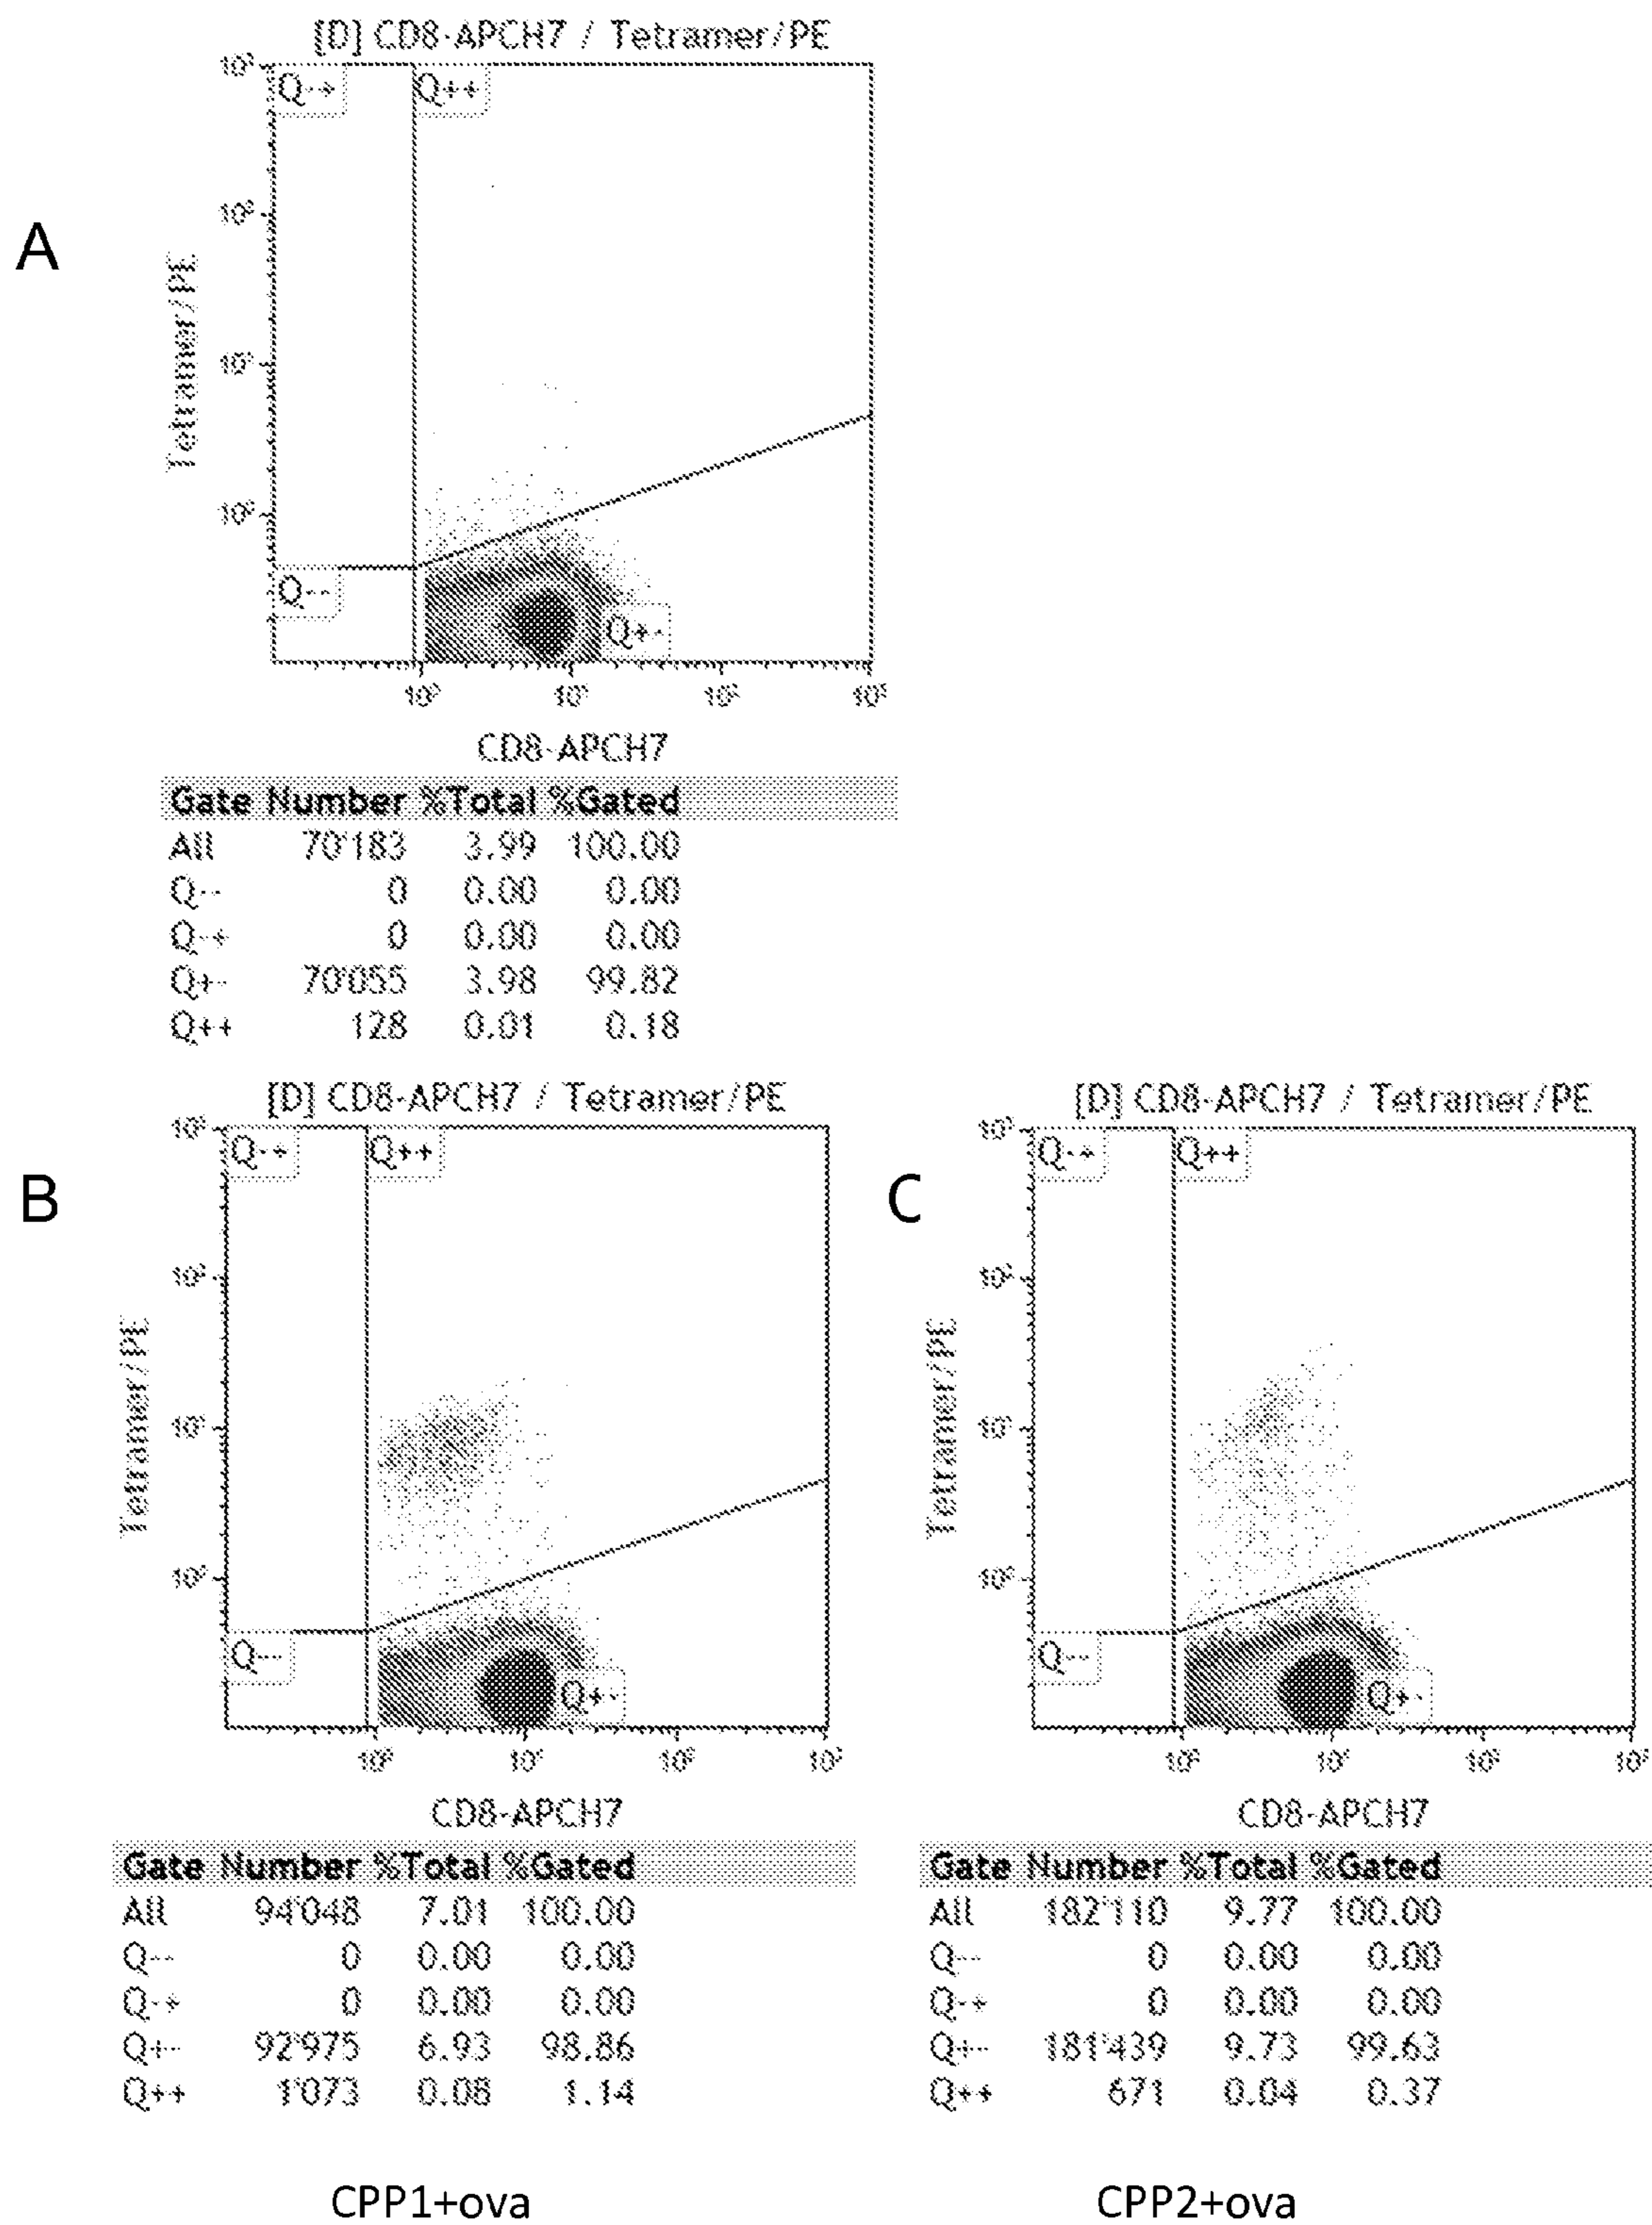 [D] CD8-APCH7 / Tetramer/PE
Q-+ Q++
A
Tetramer/PE
Q--
Q+-
CD8-APCH7
Gate Number %Total %Gated
All 70'183 3.99 100.00
Q-- 0 0.00 0.00
Q-+ 0 0.00 0.00
Q+- 70'055 3.98 99.82
Q++ 128 0.01 0.18
[D] CD8-APCH7 / Tetramer/PE
Q-+ Q++
B
Tetramer/PE
Q--
Q+-
CD8-APCH7
Gate Number %Total %Gated
All 94'048 7.01 100.00
Q-- 0 0.00 0.00
Q-+ 0 0.00 0.00
Q+- 92'975 6.93 98.86
Q++ 1'073 0.08 1.14
CPP1+ova
[D] CD8-APCH7 / Tetramer/PE
Q-+ Q++
C
Tetramer/PE
Q--
Q+-
CD8-APCH7
Gate Number %Total %Gated
All 182'110 9.77 100.00
Q-- 0 0.00 0.00
Q-+ 0 0.00 0.00
Q+- 181'439 9.73 99.63
Q++ 671 0.04 0.37
CPP2+ova